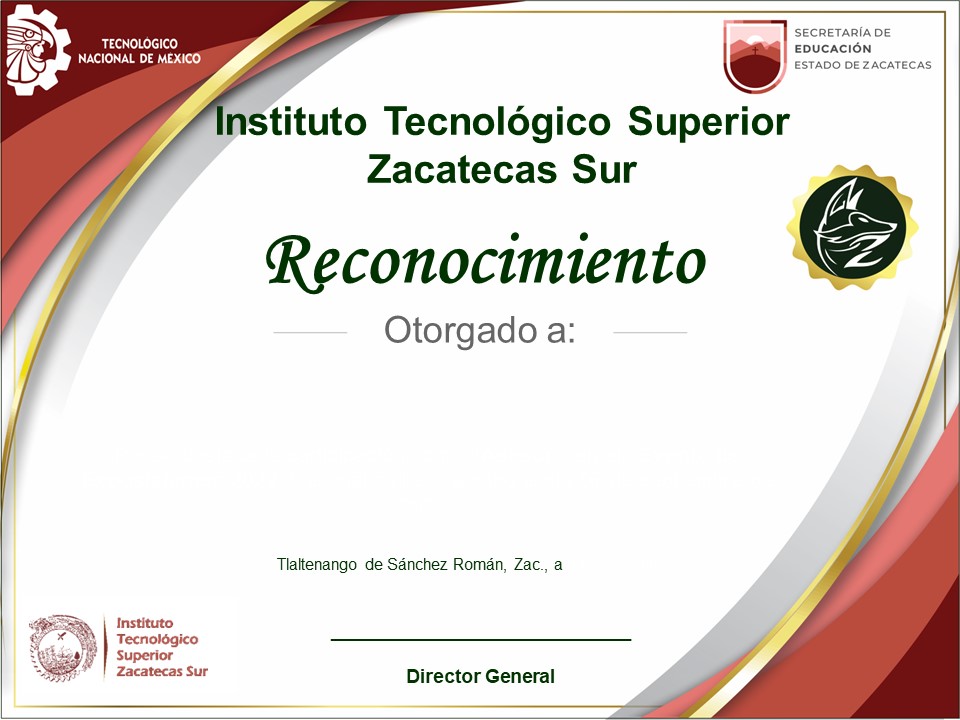 TECNOLÓGICO
NACIONAL DE MÉXICO
SECRETARÍA DE
EDUCACIÓN
ESTADO DE ZACATECAS
Instituto Tecnológico Superior
Zacatecas Sur
Reconocimiento
Otorgado a:
Tlaltenango de Sánchez Román, Zac., a
Instituto
Tecnológico
Superior
Zacatecas Sur
Director General